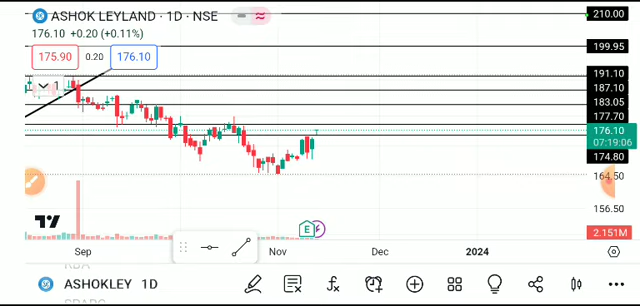 ASHOK LEYLAND · 1D · NSE
210.00
176.10 +0.20 (+0.11%)
199.95
175.90 0.20 176.10
191.10
1
187.10
183.05
177.70
176.10
07:19:06
174.80
164.50
156.50
E
2.151M
Sep Nov Dec 2024
ASHOKLEY 1D